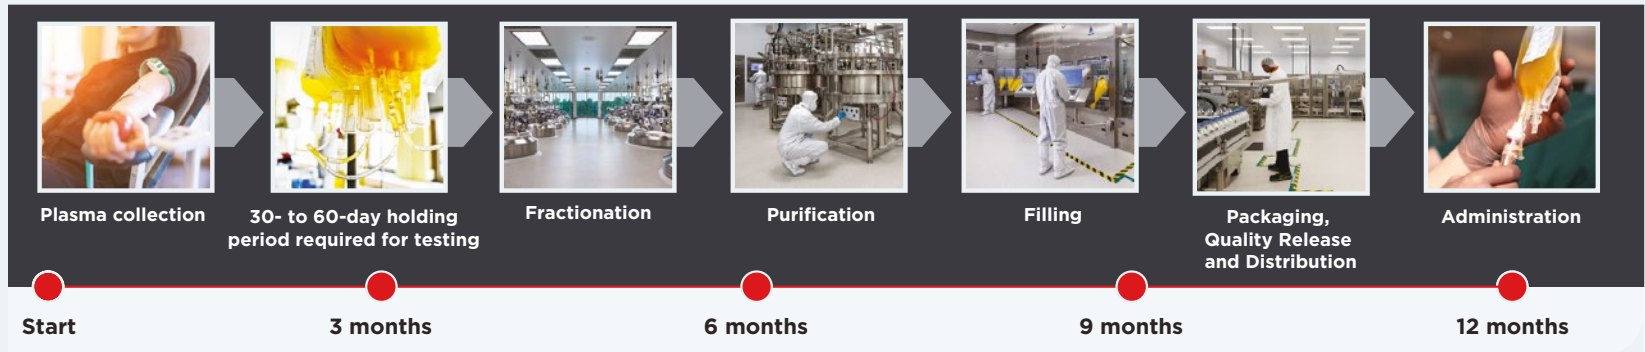 Plasma collection
30- to 60-day holding
period required for testing
Fractionation
Purification
Filling
Packaging,
Quality Release
and Distribution
Administration
Start
3 months
6 months
9 months
12 months